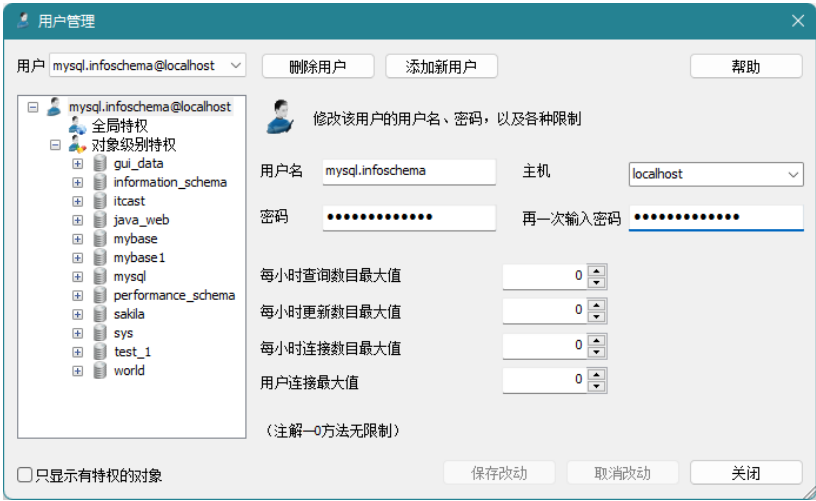 用户管理
用户 mysql.infoschema@localhost 删除用户 添加新用户 帮助
mysql.infoschema@localhost
全局特权
对象级别特权
gui_data
information_schema
itcast
java_web
mybase
mybase1
mysql
performance_schema
sakila
sys
test_1
world
修改该用户的用户名、密码，以及各种限制
用户名 mysql.infoschema 主机 localhost
密码 ●●●●●●●●●●●●● 再一次输入密码 ●●●●●●●●●●●●●
每小时查询数目最大值 0
每小时更新数目最大值 0
每小时连接数目最大值 0
用户连接最大值 0
（注解—0方法无限制）
只显示有特权的对象 保存改动 取消改动 关闭